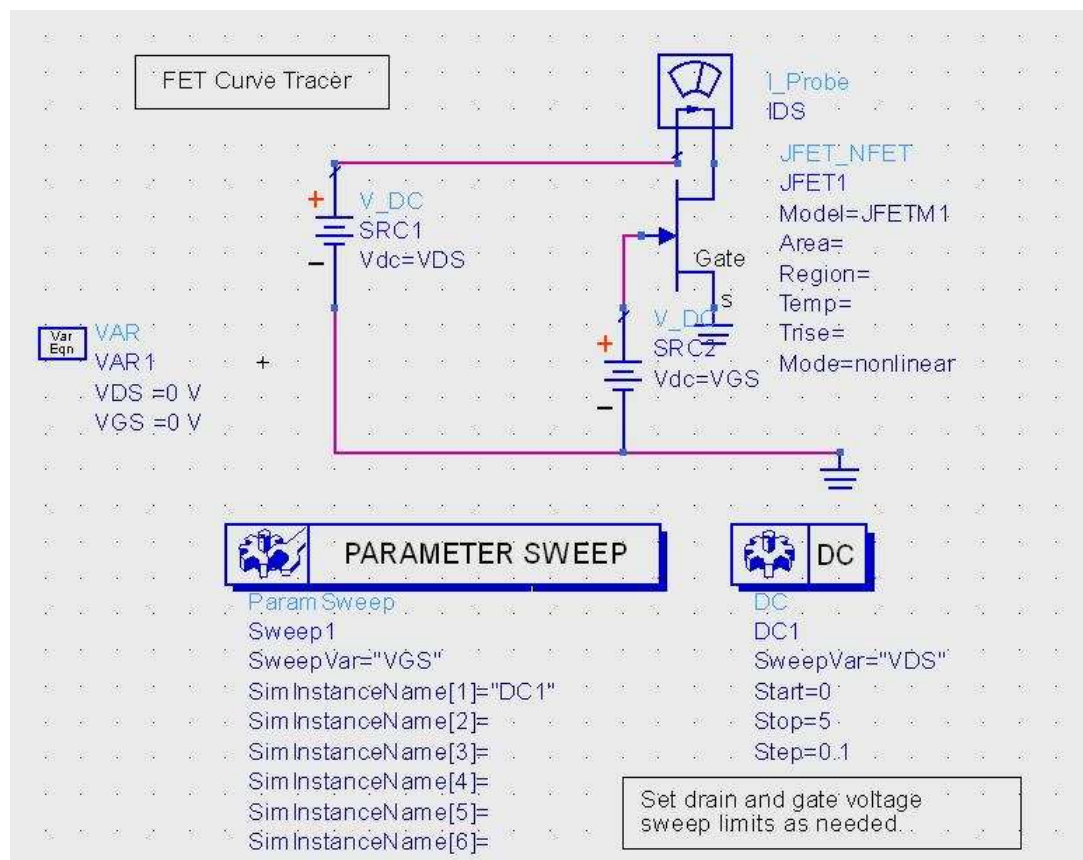 FET Curve Tracer
I_Probe
IDS
JFET_NFET
JFET1
Model=JFETM1
Area=
Region=
Temp=
Trise=
Mode=nonlinear
+
V_DC
SRC1
Vdc=VDS
–
Gate
S
Var
Eqn
VAR
VAR1
VDS =0 V
VGS =0 V
+
+
V_DC
SRC2
Vdc=VGS
–
PARAMETER SWEEP
ParamSweep
Sweep1
SweepVar="VGS"
SimInstanceName[1]="DC1"
SimInstanceName[2]=
SimInstanceName[3]=
SimInstanceName[4]=
SimInstanceName[5]=
SimInstanceName[6]=
DC
DC
DC1
SweepVar="VDS"
Start=0
Stop=5
Step=0.1
Set drain and gate voltage
sweep limits as needed.